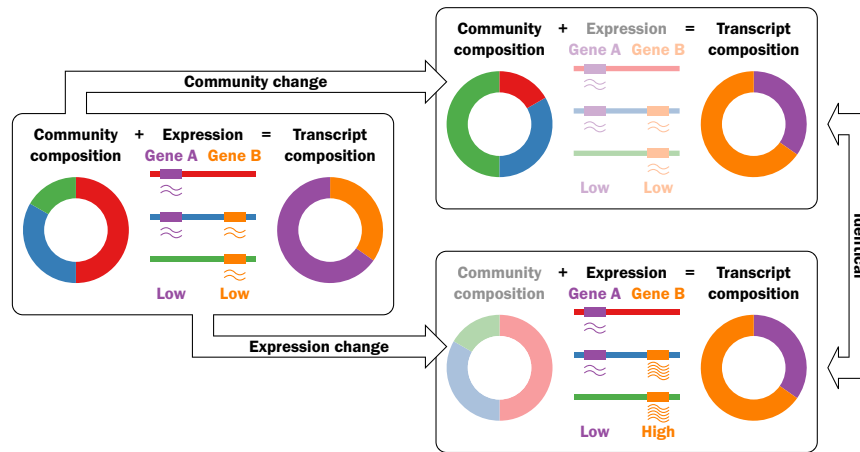 Community + Expression = Transcript
composition Gene A Gene B composition
Low Low
Community change
Community + Expression = Transcript
composition Gene A Gene B composition
Low Low
Expression change
Community + Expression = Transcript
composition Gene A Gene B composition
Low High
Identical